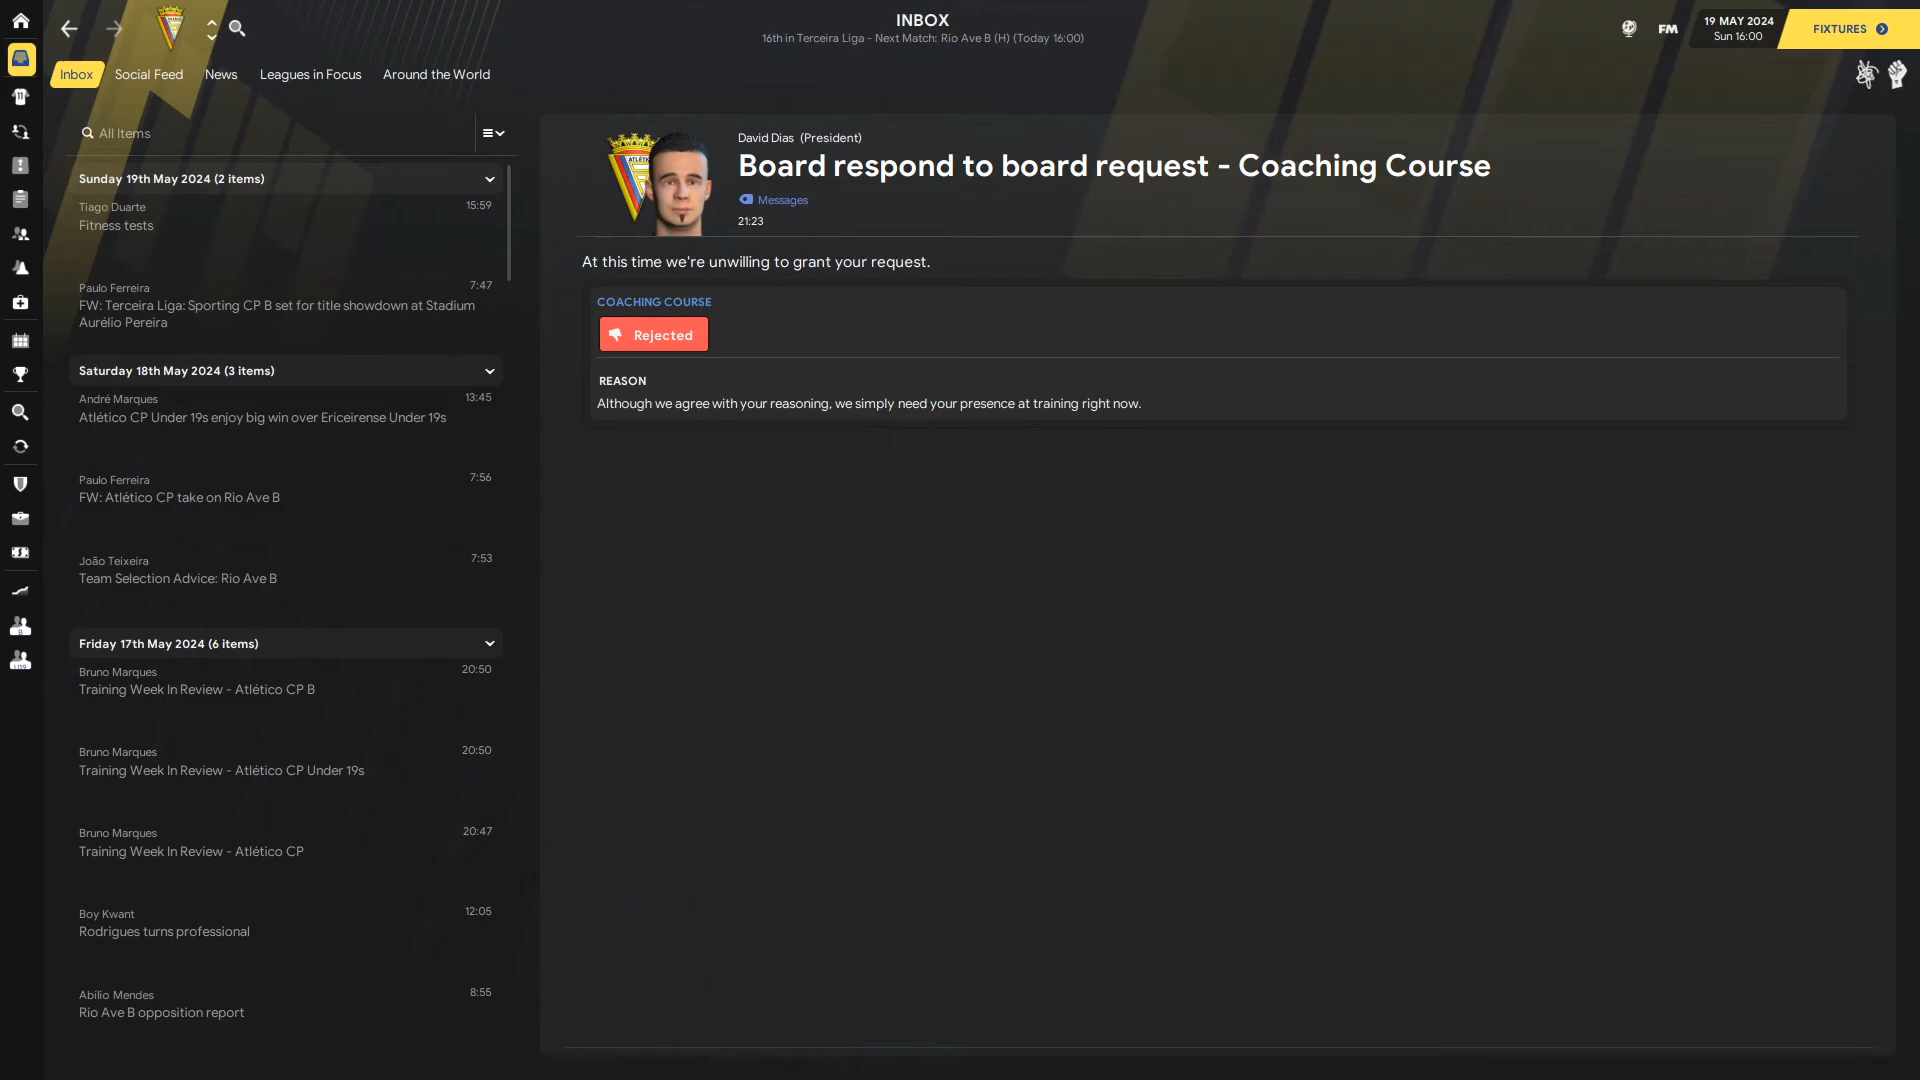 INBOX
16th in Terceira Liga - Next Match: Rio Ave B (H) (Today 16:00)
FM
19 MAY 2024
Sun 16:00
FIXTURES
Inbox
Social Feed
News
Leagues in Focus
Around the World
All Items
Sunday 19th May 2024 (2 items)
Tiago Duarte
15:59
Fitness tests
Paulo Ferreira
7:47
FW: Terceira Liga: Sporting CP B set for title showdown at Stadium
Aurélio Pereira
Saturday 18th May 2024 (3 items)
André Marques
13:45
Atlético CP Under 19s enjoy big win over Ericeirense Under 19s
Paulo Ferreira
7:56
FW: Atlético CP take on Rio Ave B
João Teixeira
7:53
Team Selection Advice: Rio Ave B
Friday 17th May 2024 (6 items)
Bruno Marques
20:50
Training Week In Review - Atlético CP B
Bruno Marques
20:50
Training Week In Review - Atlético CP Under 19s
Bruno Marques
20:47
Training Week In Review - Atlético CP
Boy Kwant
12:05
Rodrigues turns professional
Abílio Mendes
8:55
Rio Ave B opposition report
David Dias (President)
Board respond to board request - Coaching Course
Messages
21:23
At this time we're unwilling to grant your request.
COACHING COURSE
Rejected
REASON
Although we agree with your reasoning, we simply need your presence at training right now.